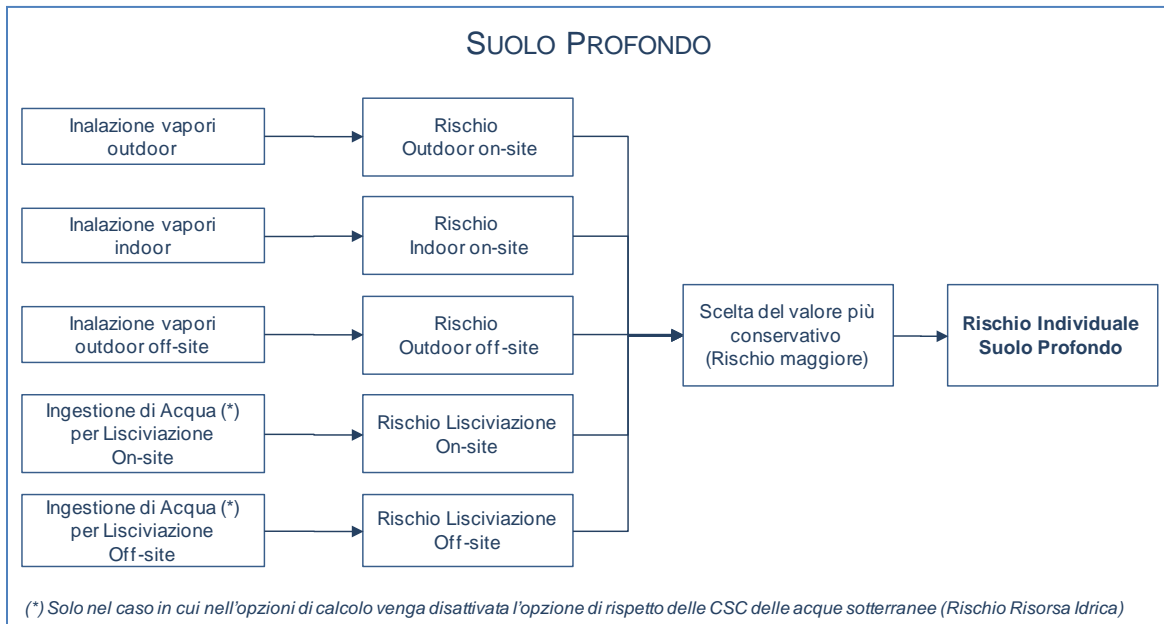 SUOLO PROFONDO
Inalazione vapori
outdoor
Rischio
Outdoor on-site
Inalazione vapori
indoor
Rischio
Indoor on-site
Inalazione vapori
outdoor off-site
Rischio
Outdoor off-site
Ingestione di Acqua (*)
per Lisciviazione
On-site
Rischio Lisciviazione
On-site
Ingestione di Acqua (*)
per Lisciviazione
Off-site
Rischio Lisciviazione
Off-site
Scelta del valore più
conservativo
(Rischio maggiore)
Rischio Individuale
Suolo Profondo
(*) Solo nel caso in cui nell'opzioni di calcolo venga disattivata l'opzione di rispetto delle CSC delle acque sotterranee (Rischio Risorsa Idrica)